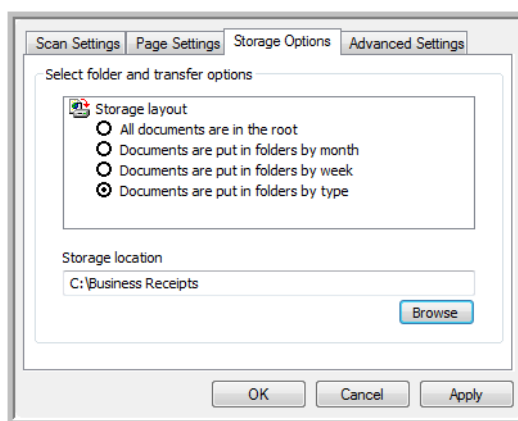 Scan Settings Page Settings Storage Options Advanced Settings
Select folder and transfer options
Storage layout
All documents are in the root
Documents are put in folders by month
Documents are put in folders by week
Documents are put in folders by type
Storage location
C:\Business Receipts
Browse
OK Cancel Apply